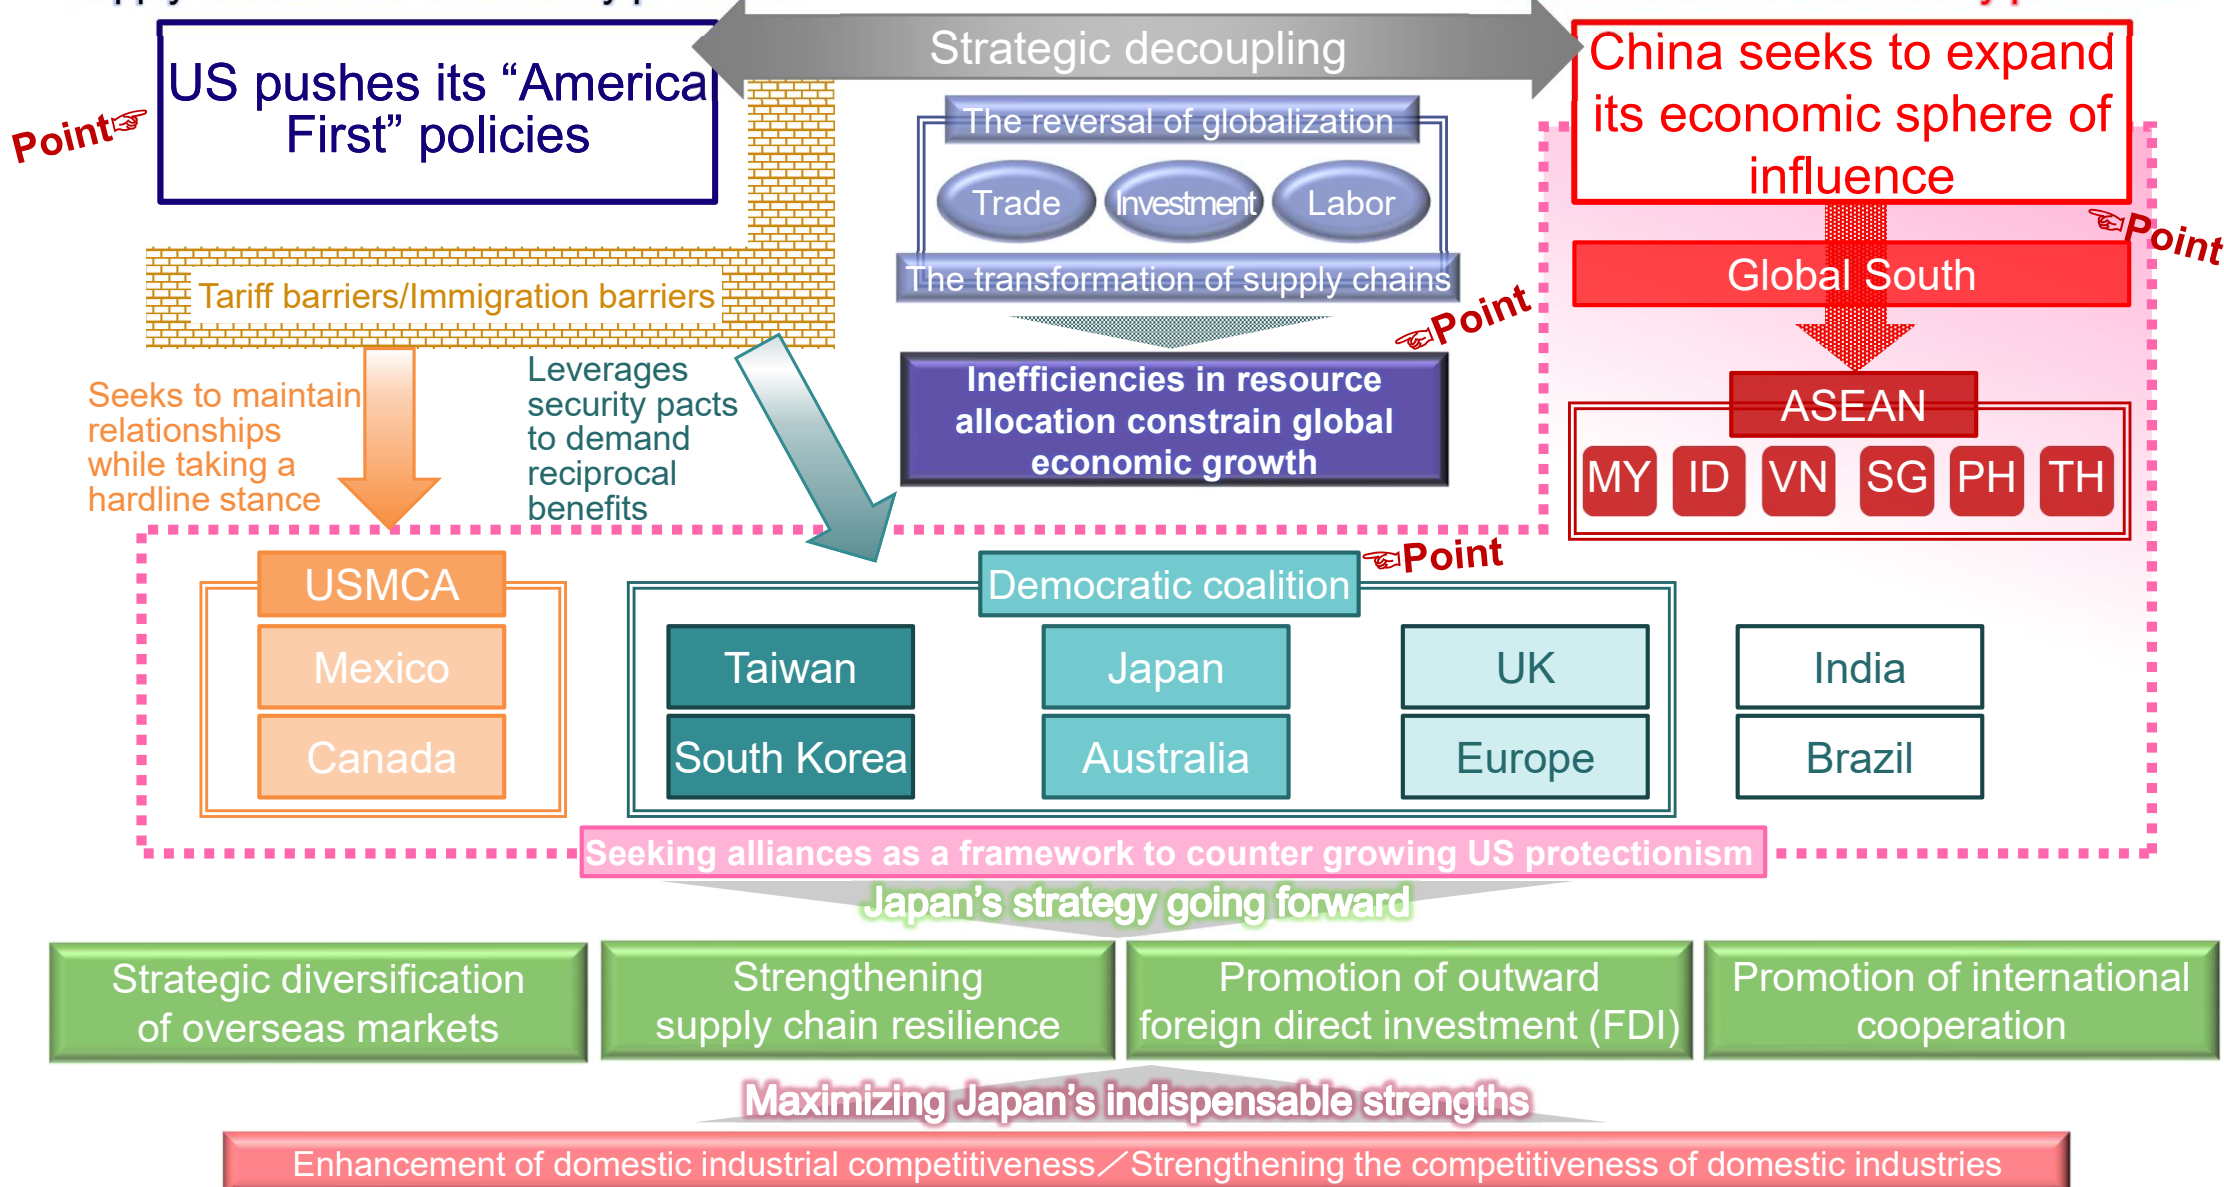 Strategic decoupling
US pushes its “America
First” policies
Point☞
China seeks to expand
its economic sphere of
influence
☜Point
The reversal of globalization
Trade
Investment
Labor
The transformation of supply chains
☜Point
Inefficiencies in resource
allocation constrain global
economic growth
Tariff barriers/Immigration barriers
Seeks to maintain
relationships
while taking a
hardline stance
Leverages
security pacts
to demand
reciprocal
benefits
Global South
ASEAN
MY
ID
VN
SG
PH
TH
USMCA
Mexico
Canada
Democratic coalition
☜Point
Taiwan
Japan
UK
India
South Korea
Australia
Europe
Brazil
Seeking alliances as a framework to counter growing US protectionism
Japan’s strategy going forward
Strategic diversification
of overseas markets
Strengthening
supply chain resilience
Promotion of outward
foreign direct investment (FDI)
Promotion of international
cooperation
Maximizing Japan’s indispensable strengths
Enhancement of domestic industrial competitiveness／Strengthening the competitiveness of domestic industries